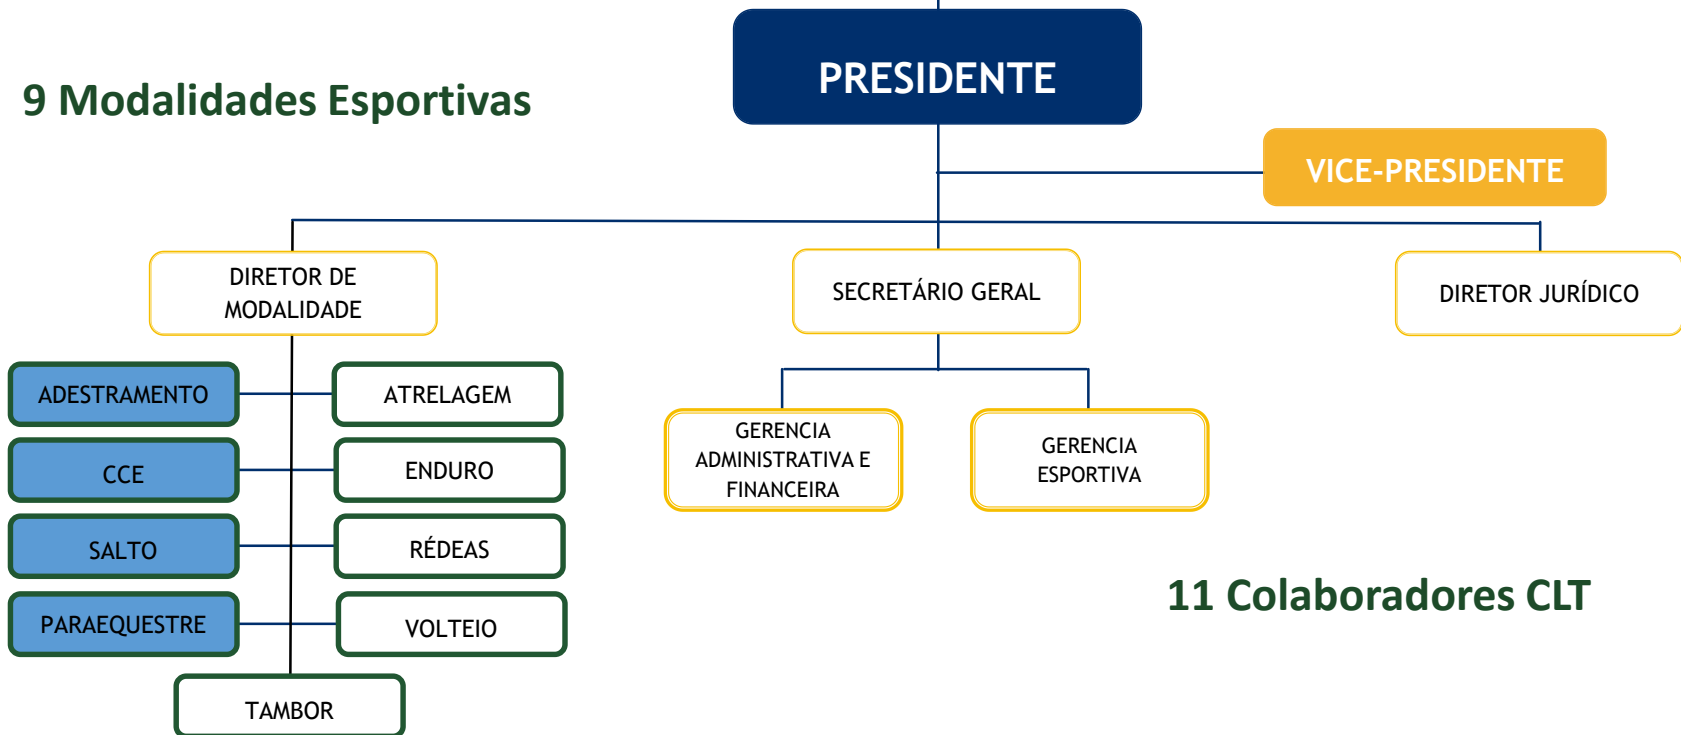 PRESIDENTE
9 Modalidades Esportivas
VICE-PRESIDENTE
DIRETOR DE
MODALIDADE
SECRETÁRIO GERAL
DIRETOR JURÍDICO
ADESTRAMENTO
ATRELAGEM
CCE
ENDURO
SALTO
RÉDEAS
PARAEQUESTRE
VOLTEIO
TAMBOR
GERENCIA
ADMINISTRATIVA E
FINANCEIRA
GERENCIA
ESPORTIVA
11 Colaboradores CLT